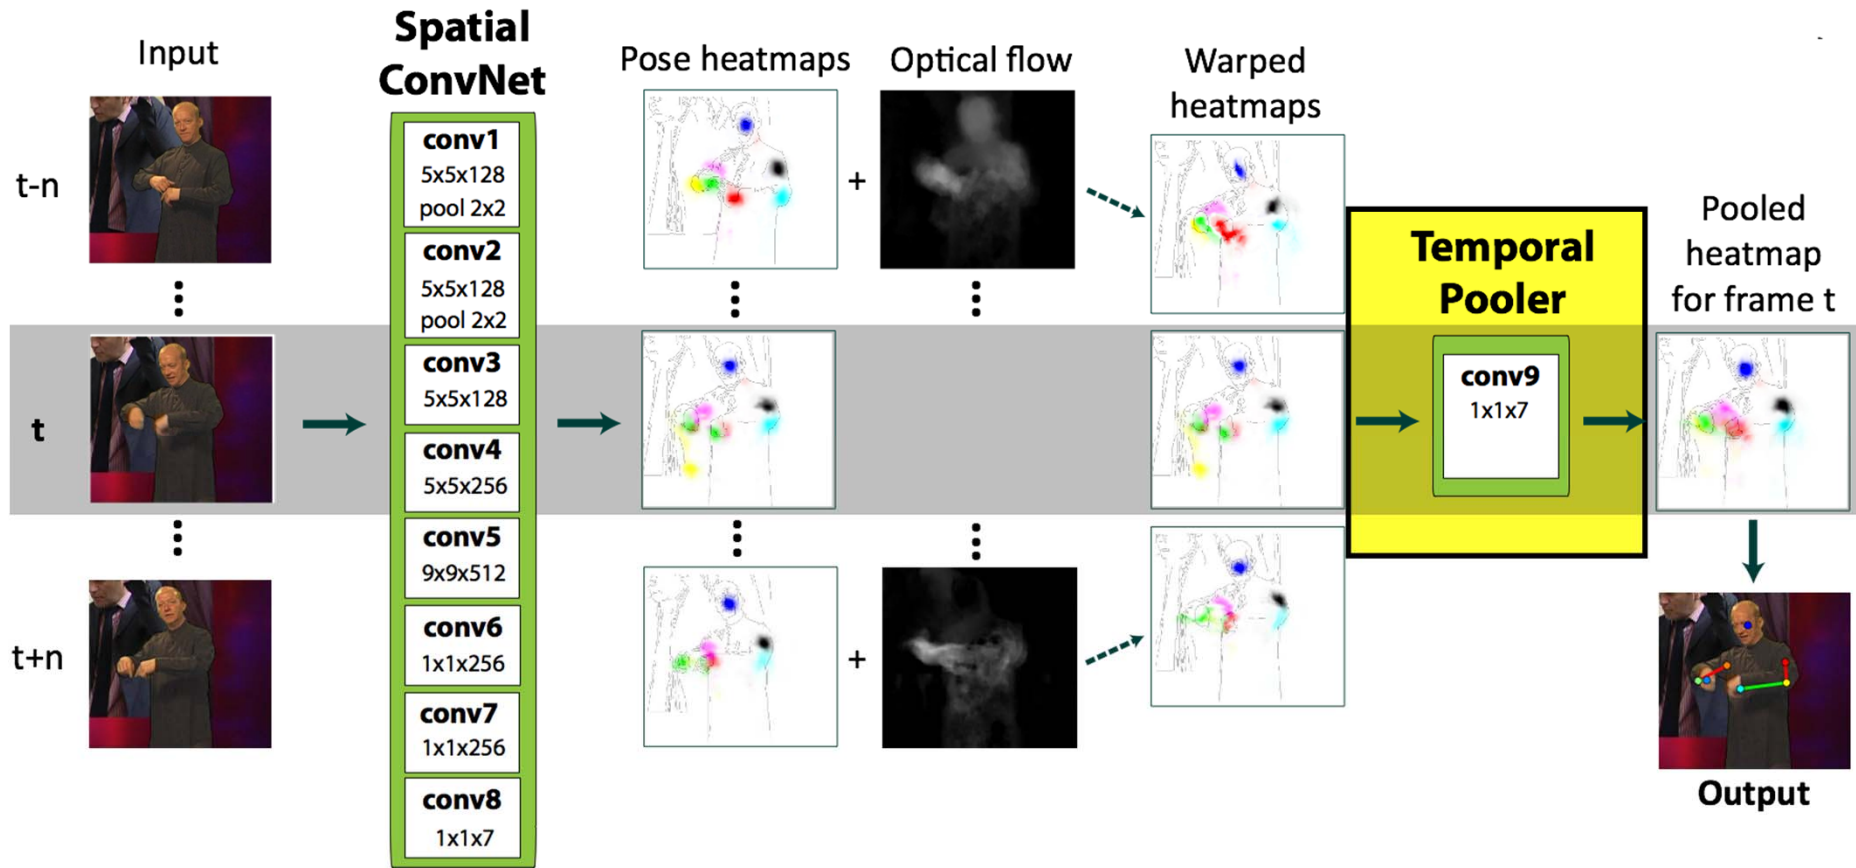 Input
Spatial
ConvNet
Pose heatmaps
Optical flow
Warped
heatmaps
t-n
t
t+n
conv1
5x5x128
pool 2x2
conv2
5x5x128
pool 2x2
conv3
5x5x128
conv4
5x5x256
conv5
9x9x512
conv6
1x1x256
conv7
1x1x256
conv8
1x1x7
+
+
Temporal
Pooler
conv9
1x1x7
Pooled
heatmap
for frame t
Output